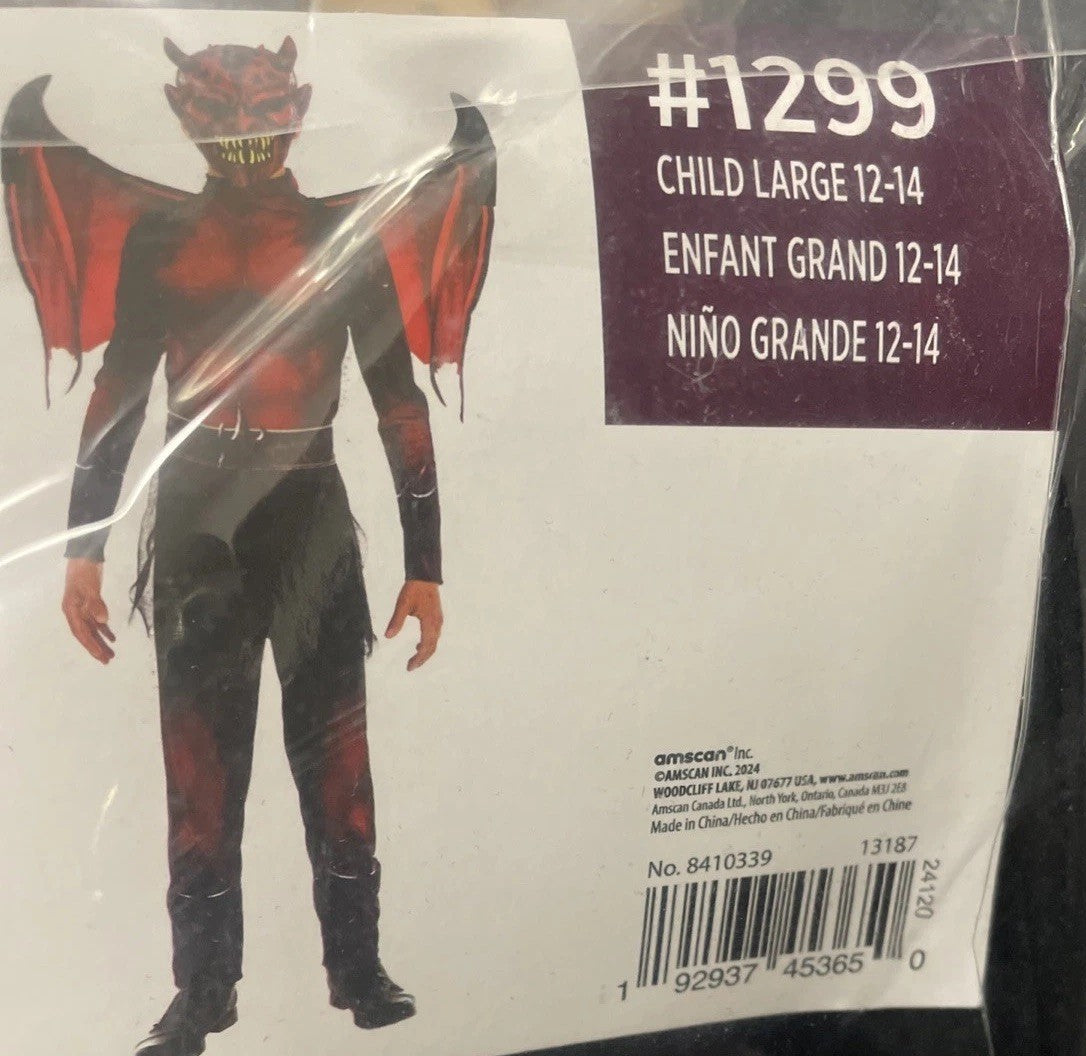 #1299
CHILD LARGE 12-14
ENFANT GRAND 12-14
NIÑO GRANDE 12-14
amscan® Inc.
©AMSCAN INC. 2024
WOODCLIFF LAKE, NJ 07677 USA, www.amscan.com
Amscan Canada Ltd., North York, Ontario, Canada M3J 2E8
Made in China/Hecho en China/Fabriqué en Chine
No. 8410339
13187
24120
1 92937 45365 0